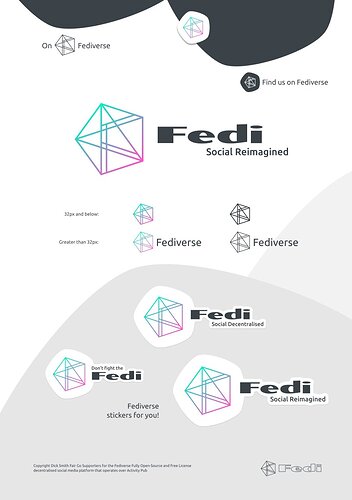 On Fediverse
Find us on Fediverse
Fedi
Social Reimagined
32px and below:
Greater than 32px:
Fediverse
Fediverse
Fedi
Social Decentralised
Don't fight the
Fedi
Fedi
Social Reimagined
Fediverse
stickers for you!
Copyright Dick Smith Fair Go Supporters for the Fediverse Fully Open Source and Free License
decentralised social media platform that operates over Activity Pub
Fedi